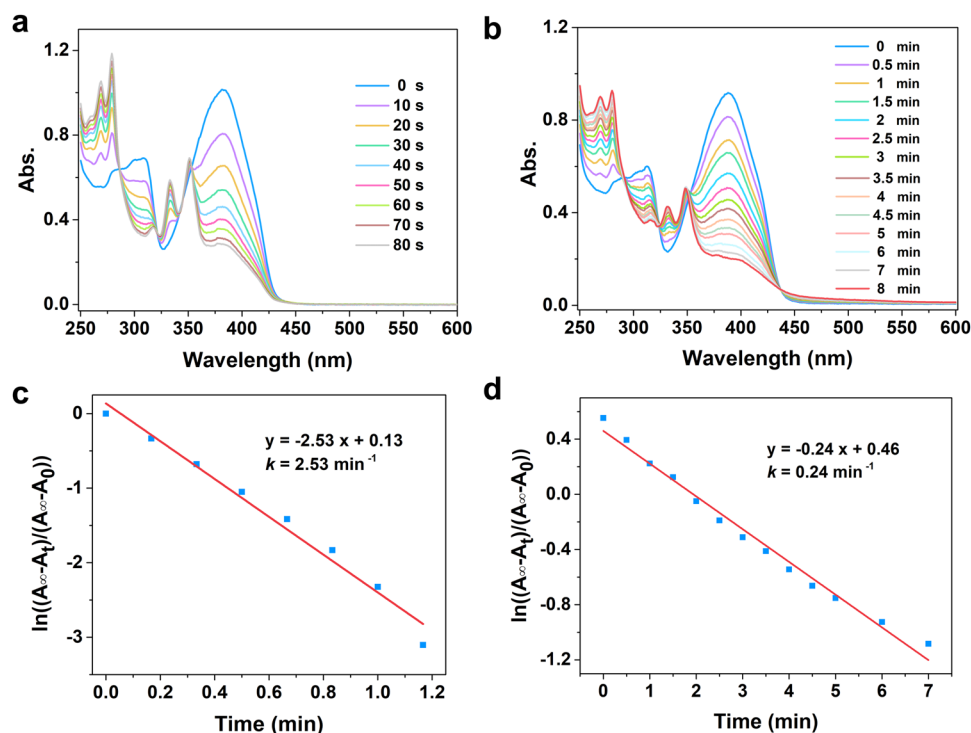 a
Abs.
1.2
0.8
0.4
0.0
250 300 350 400 450 500 550 600
Wavelength (nm)
0 s
10 s
20 s
30 s
40 s
50 s
60 s
70 s
80 s
b
Abs.
1.2
0.8
0.4
0.0
250 300 350 400 450 500 550 600
Wavelength (nm)
0 min
0.5 min
1 min
1.5 min
2 min
2.5 min
3 min
3.5 min
4 min
4.5 min
5 min
6 min
7 min
8 min
c
ln((A∞-At)/(A∞-A0))
0
-1
-2
-3
y = -2.53 x + 0.13
k = 2.53 min-1
0.0 0.2 0.4 0.6 0.8 1.0 1.2
Time (min)
d
ln((A∞-At)/(A∞-A0))
0.4
0.0
-0.4
-0.8
-1.2
y = -0.24 x + 0.46
k = 0.24 min-1
0 1 2 3 4 5 6 7
Time (min)